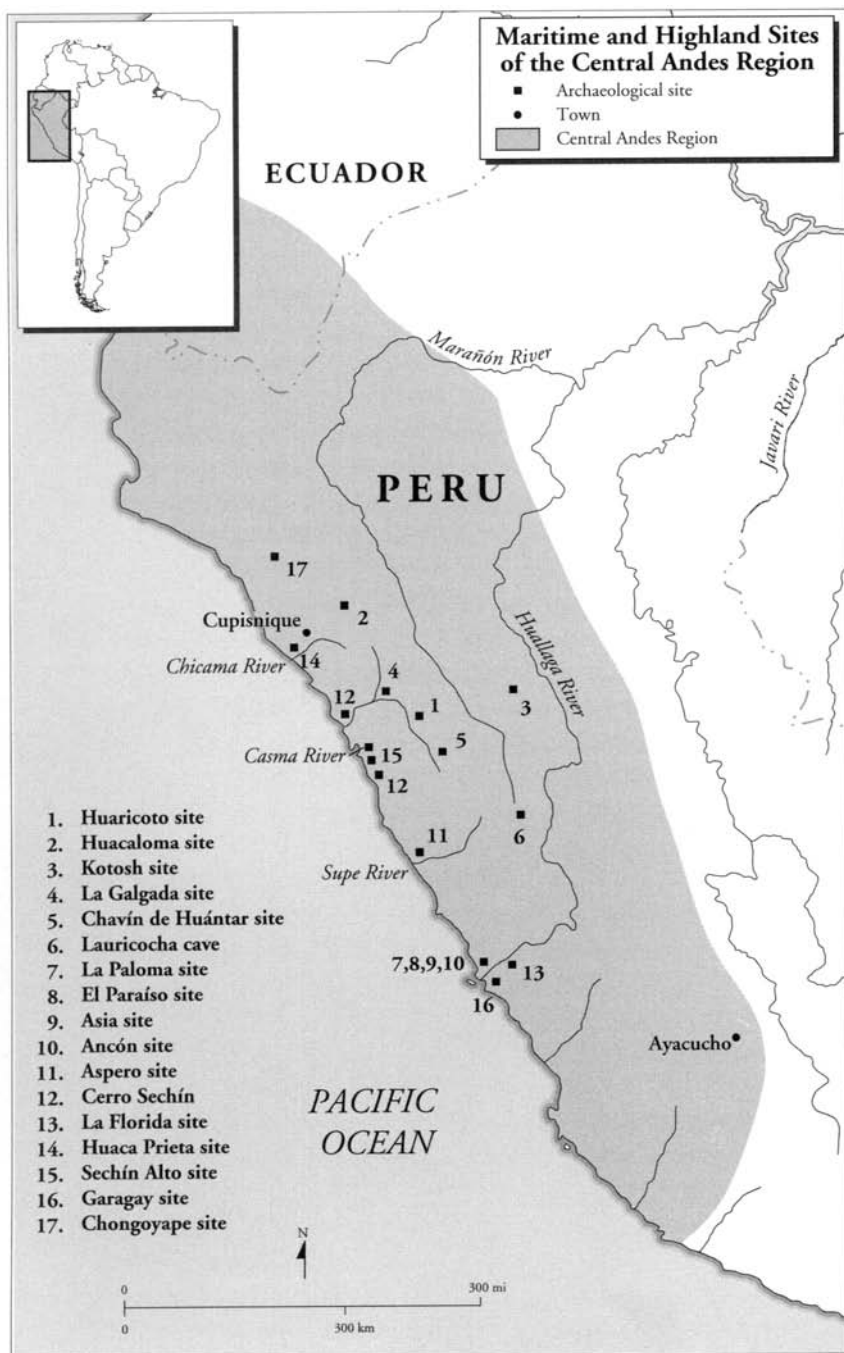 Maritime and Highland Sites
of the Central Andes Region
Archaeological site
Town
Central Andes Region
ECUADOR
Marañón River
Javari River
PERU
17
2
Cupisnique
14
Chicama River
Huallaga River
4
12
1
3
5
Casma River
15
12
6
11
Supe River
7,8,9,10
13
16
Ayacucho
1. Huaricoto site
2. Huacaloma site
3. Kotosh site
4. La Galgada site
5. Chavín de Huántar site
6. Lauricocha cave
7. La Paloma site
8. El Paraíso site
9. Asia site
10. Ancón site
11. Aspero site
12. Cerro Sechín
13. La Florida site
14. Huaca Prieta site
15. Sechín Alto site
16. Garagay site
17. Chongoyape site
PACIFIC
OCEAN
N
0
300 mi
0
300 km